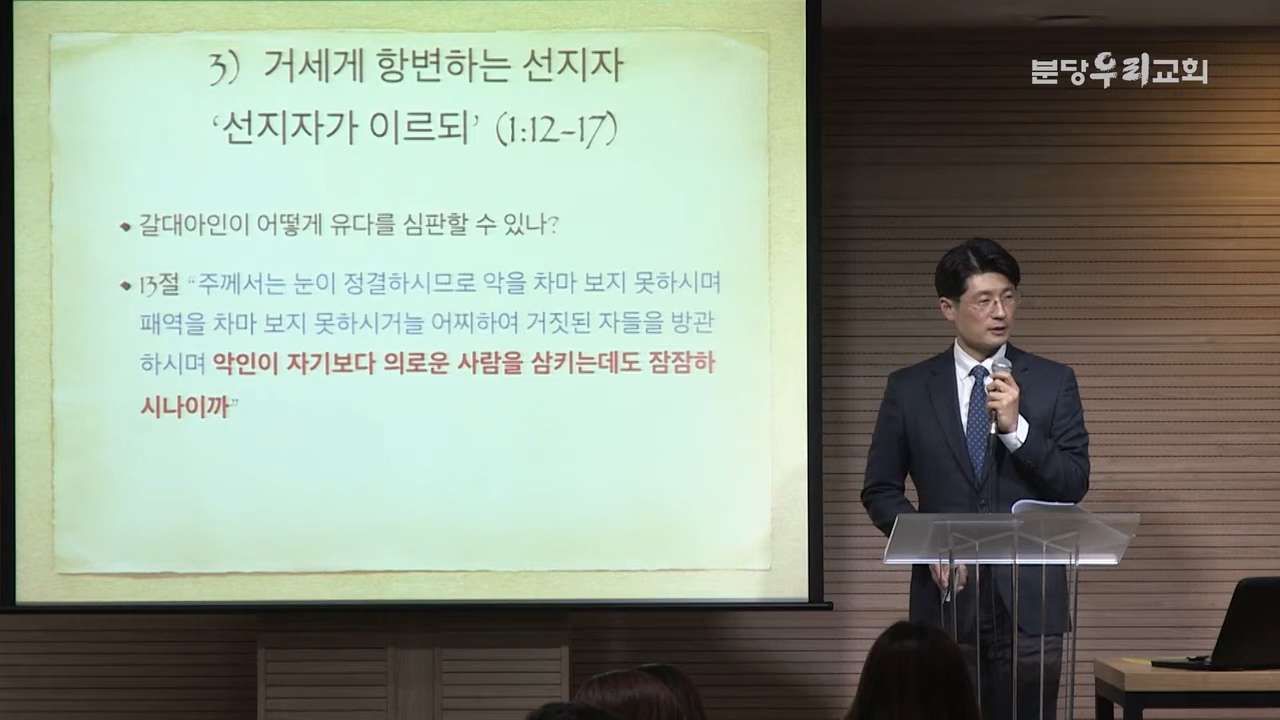 3) 거세게 항변하는 선지자
‘선지자가 이르되’ (1:12-17)
갈대아인이 어떻게 유다를 심판할 수 있나?
13절 “주께서는 눈이 정결하시므로 악을 차마 보지 못하시며
패역을 차마 보지 못하시거늘 어찌하여 거짓된 자들을 방관
하시며 악인이 자기보다 의로운 사람을 삼키는데도 잠잠하
시나이까”
분당우리교회